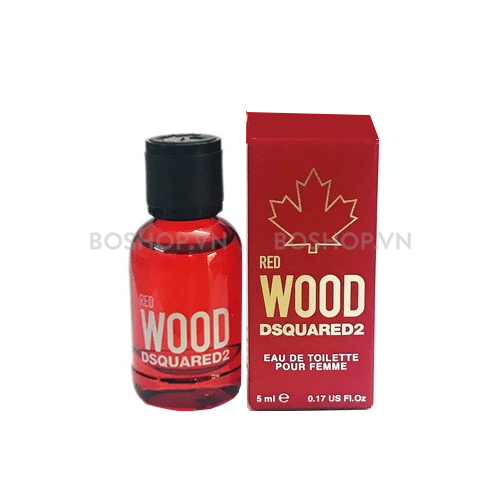 RED
WOOD
DSQUARED2
RED
WOOD
DSQUARED2
EAU DE TOILETTE
POUR FEMME
5 ml ℮ 0.17 US Fl.Oz
BOSHOP.VN
BOSHOP.VN